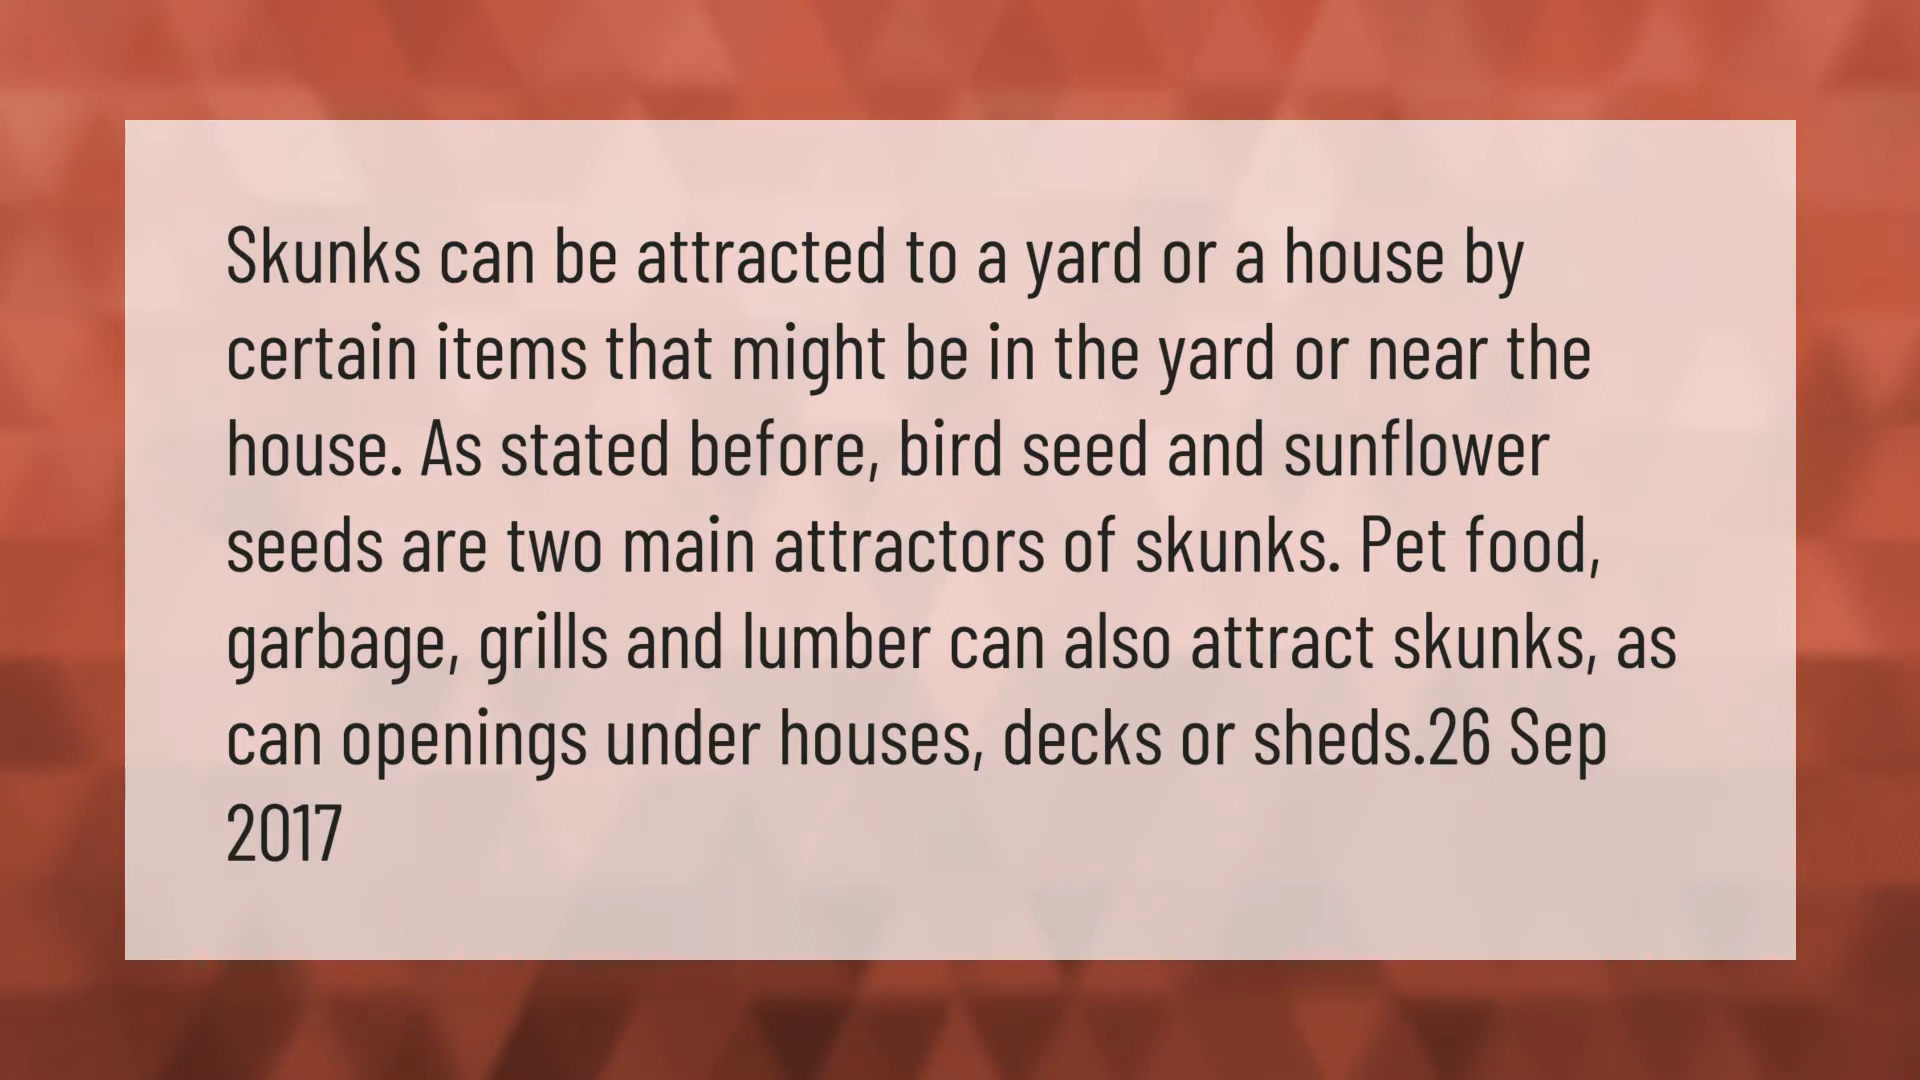 Skunks can be attracted to a yard or a house by
certain items that might be in the yard or near the
house. As stated before, bird seed and sunflower
seeds are two main attractors of skunks. Pet food,
garbage, grills and lumber can also attract skunks, as
can openings under houses, decks or sheds.26 Sep
2017